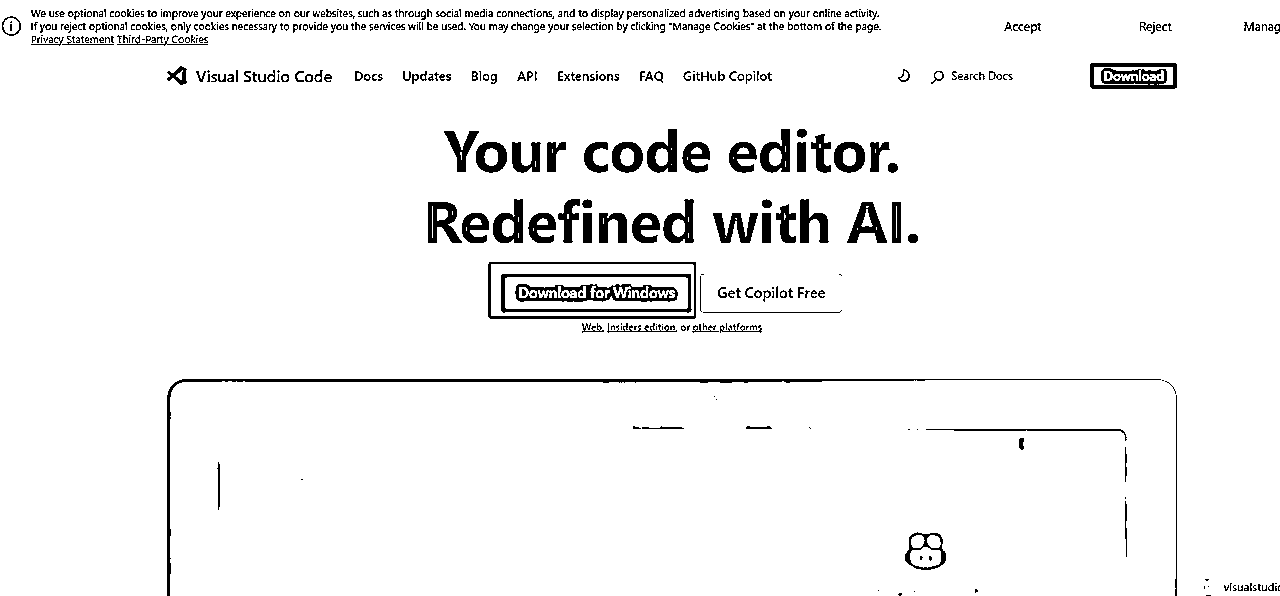 We use optional cookies to improve your experience on our websites, such as through social media connections, and to display personalized advertising based on your online activity.
If you reject optional cookies, only cookies necessary to provide you the services will be used. You may change your selection by clicking "Manage Cookies" at the bottom of the page.
Privacy Statement Third-Party Cookies
Accept Reject Manag
Visual Studio Code Docs Updates Blog API Extensions FAQ GitHub Copilot Search Docs Download
Your code editor.
Redefined with AI.
Download for Windows Get Copilot Free
Web, Insiders edition, or other platforms
visualstudio